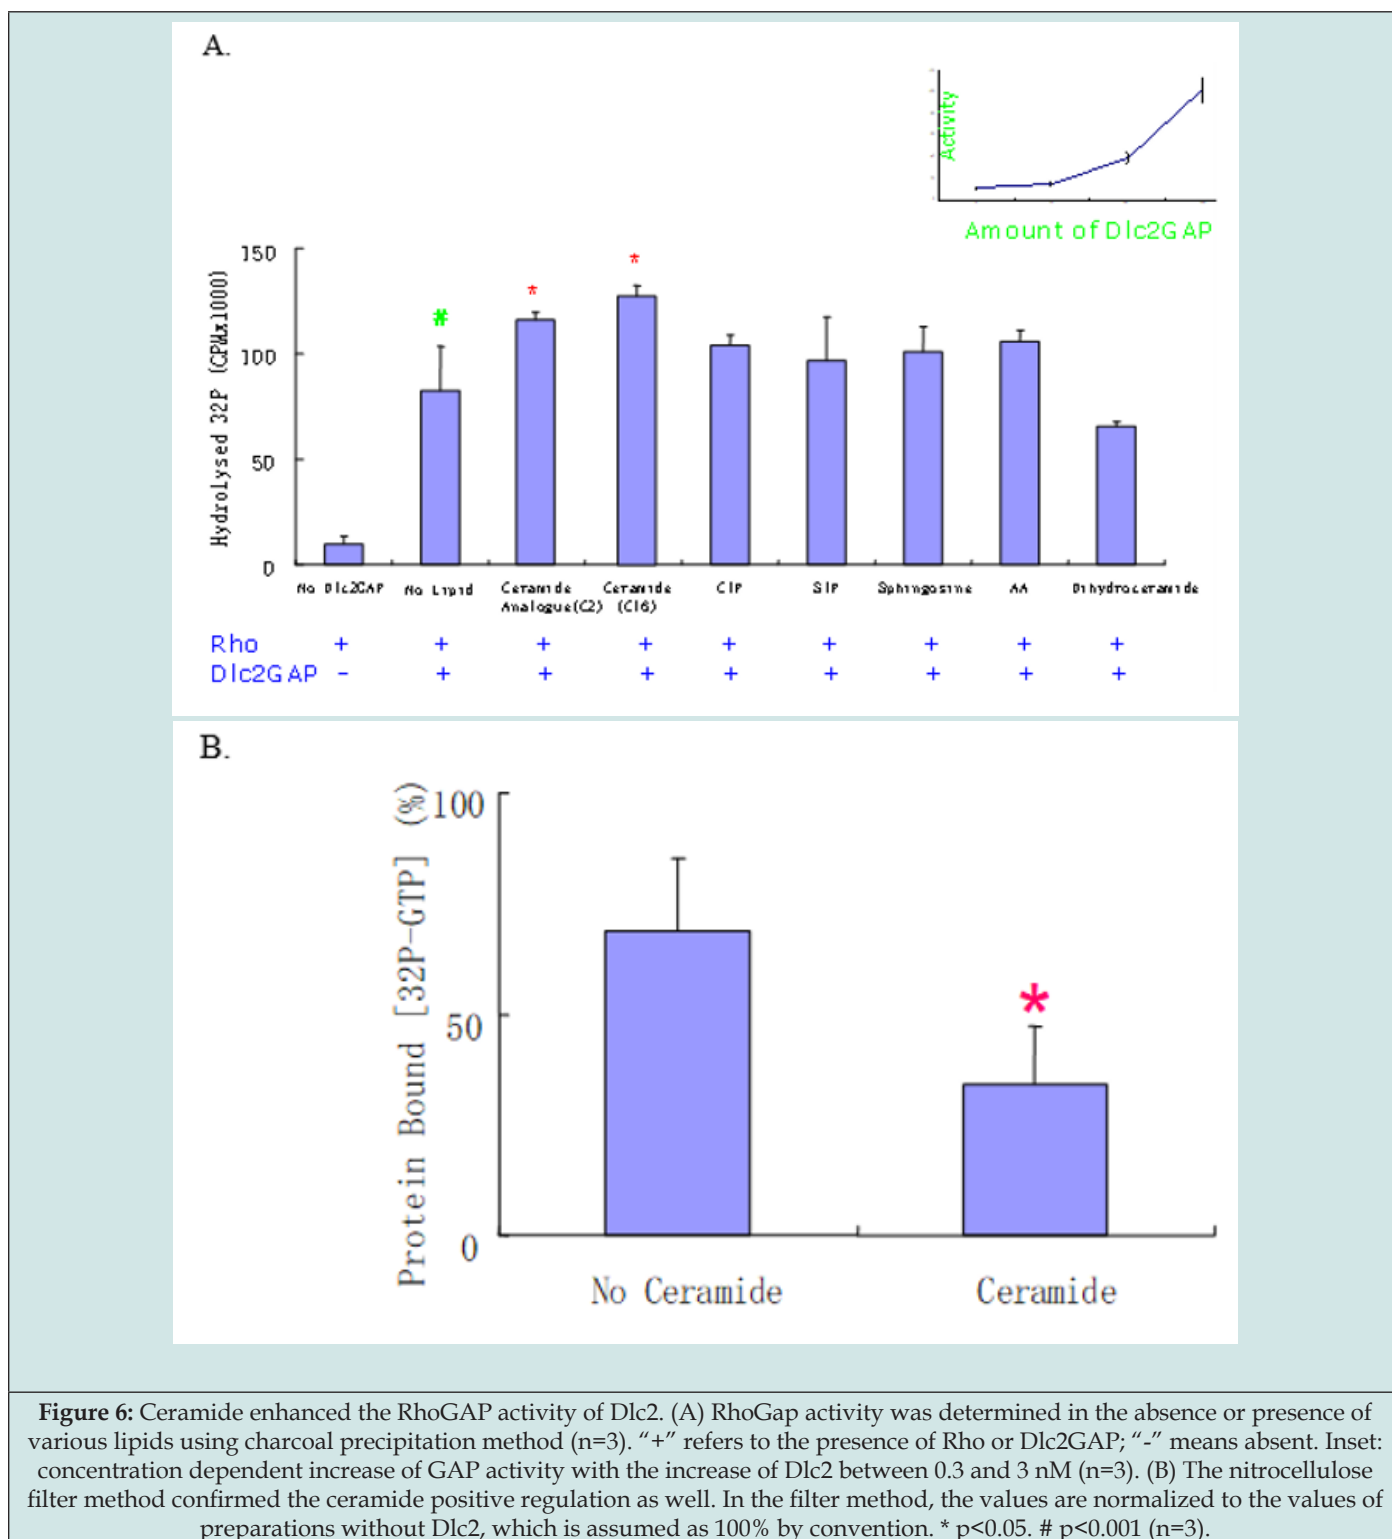 A.
Activity
Amount of Dlc2GAP
Hydrolysed 32P (CPMx1000)
150
100
50
0
#
*
*
No Dlc2GAP No Lipid Ceramide Analogue(C2) Ceramide (C16) C1P S1P Sphingosine AA Dihydroceramide
Rho + + + + + + + + +
Dlc2GAP - + + + + + + + +
B.
Protein Bound [32P-GTP] (%)
100
50
0
*
No Ceramide Ceramide
Figure 6: Ceramide enhanced the RhoGAP activity of Dlc2. (A) RhoGap activity was determined in the absence or presence of
various lipids using charcoal precipitation method (n=3). “+” refers to the presence of Rho or Dlc2GAP; “-” means absent. Inset:
concentration dependent increase of GAP activity with the increase of Dlc2 between 0.3 and 3 nM (n=3). (B) The nitrocellulose
filter method confirmed the ceramide positive regulation as well. In the filter method, the values are normalized to the values of
preparations without Dlc2, which is assumed as 100% by convention. * p<0.05. # p<0.001 (n=3).